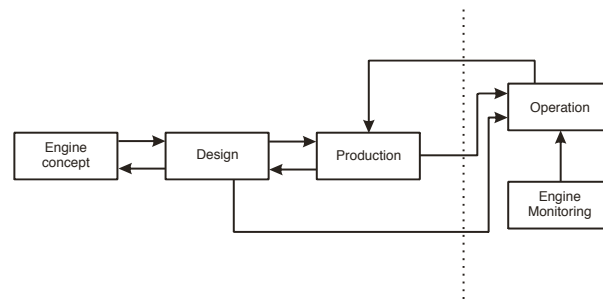 Engine
concept
Design
Production
Operation
Engine
Monitoring